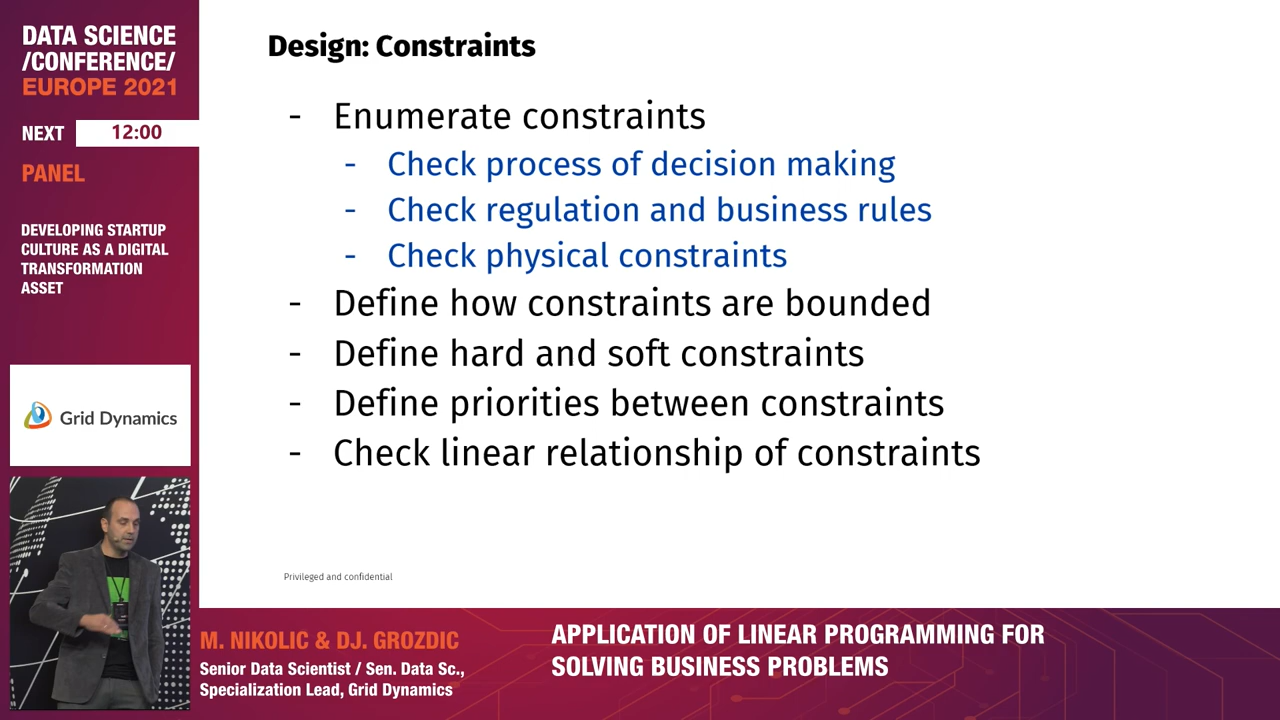 DATA SCIENCE
/CONFERENCE/
EUROPE 2021
NEXT 12:00
PANEL
DEVELOPING STARTUP
CULTURE AS A DIGITAL
TRANSFORMATION
ASSET
Grid Dynamics
Design: Constraints
- Enumerate constraints
- Check process of decision making
- Check regulation and business rules
- Check physical constraints
- Define how constraints are bounded
- Define hard and soft constraints
- Define priorities between constraints
- Check linear relationship of constraints
Privileged and confidential
M. NIKOLIC & DJ. GROZDIC
Senior Data Scientist / Sen. Data Sc.,
Specialization Lead, Grid Dynamics
APPLICATION OF LINEAR PROGRAMMING FOR
SOLVING BUSINESS PROBLEMS